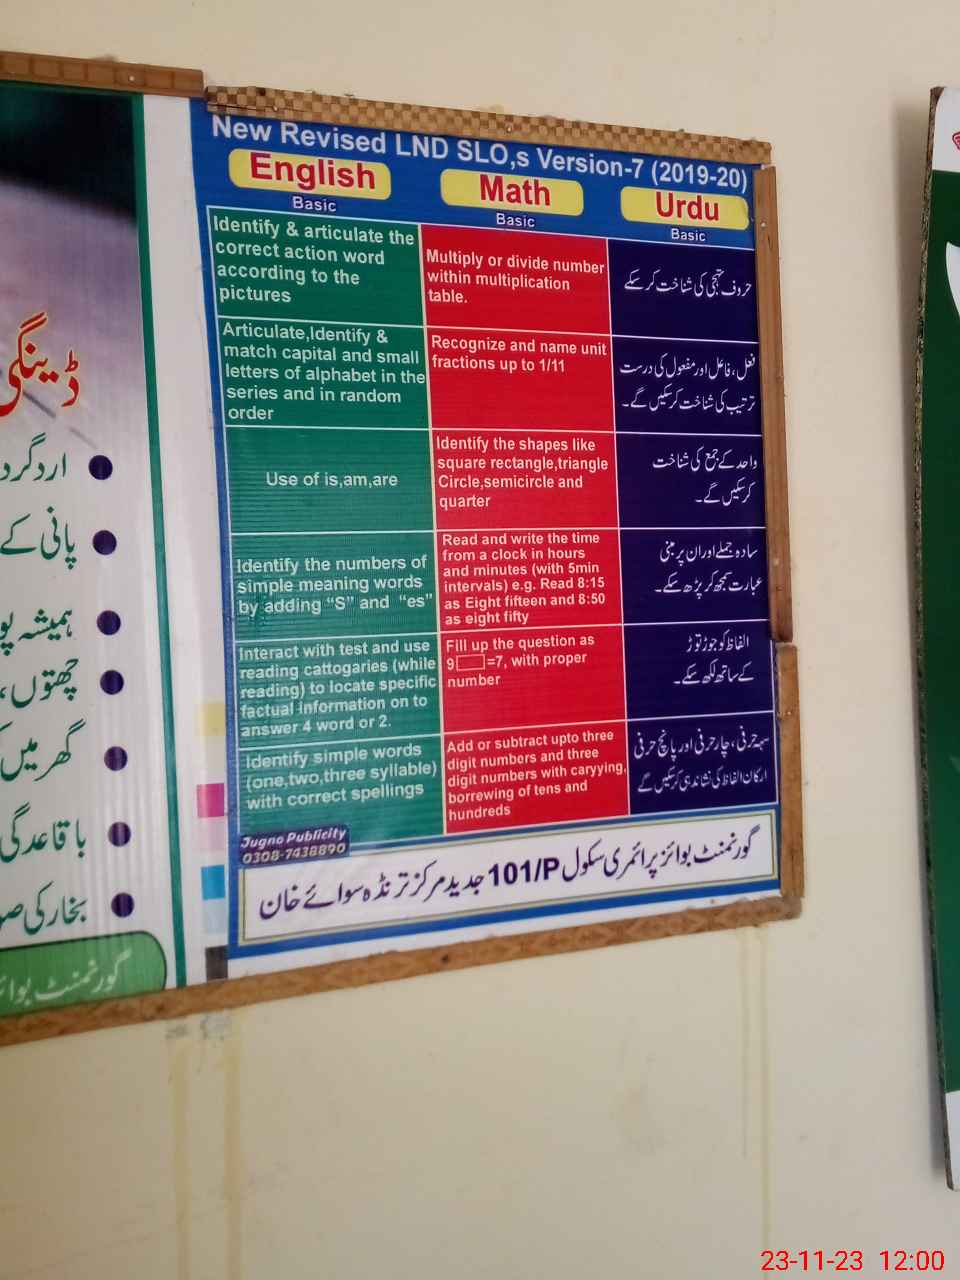 New Revised LND SLO,s Version-7 (2019-20)
English
Basic
Identify & articulate the
correct action word
according to the
pictures
Articulate,Identify &
match capital and small
letters of alphabet in the
series and in random
order
Use of is,am,are
Identify the numbers of
simple meaning words
by adding “S” and “es”
Interact with test and use
reading cattogaries (while
reading) to locate specific
factual Information on to
answer 4 word or 2.
Identify simple words
(one,two,three syllable)
with correct spellings
Math
Basic
Multiply or divide number
within multiplication
table.
Recognize and name unit
fractions up to 1/11
Identify the shapes like
square rectangle,triangle
Circle,semicircle and
quarter
Read and write the time
from a clock in hours
and minutes (with 5min
intervals) e.g. Read 8:15
as Eight fifteen and 8:50
as eight fifty
Fill up the question as
9▭=7, with proper
number
Add or subtract upto three
digit numbers and three
digit numbers with caryying,
borrewing of tens and
hundreds
Urdu
Basic
حروف تہجی کی شناخت کر سکے
فعل، فاعل اور مفعول کی درست
ترتیب کی شناخت کر سکیں گے۔
واحد کے جمع کی شناخت
کر سکیں گے۔
سادہ جملے اور ان پر مبنی
عبارت سمجھ کر پڑھ سکے۔
الفاظ کو جوڑ توڑ
کے ساتھ لکھ سکے۔
سہ حرفی، چار حرفی اور پانچ حرفی
ارکان الفاظ کی نشاندہی کر سکیں گے
Jugno Publicity
0308-7438890
گورنمنٹ بوائز پرائمری سکول 101/P جدید مرکز ترنڈہ سوائے خان
ڈینگی
اردگرد
پانی کے
ہمیشہ
چھتوں،
گھر میں
باقاعدگی
بخار کی
گورنمنٹ
23-11-23 12:00